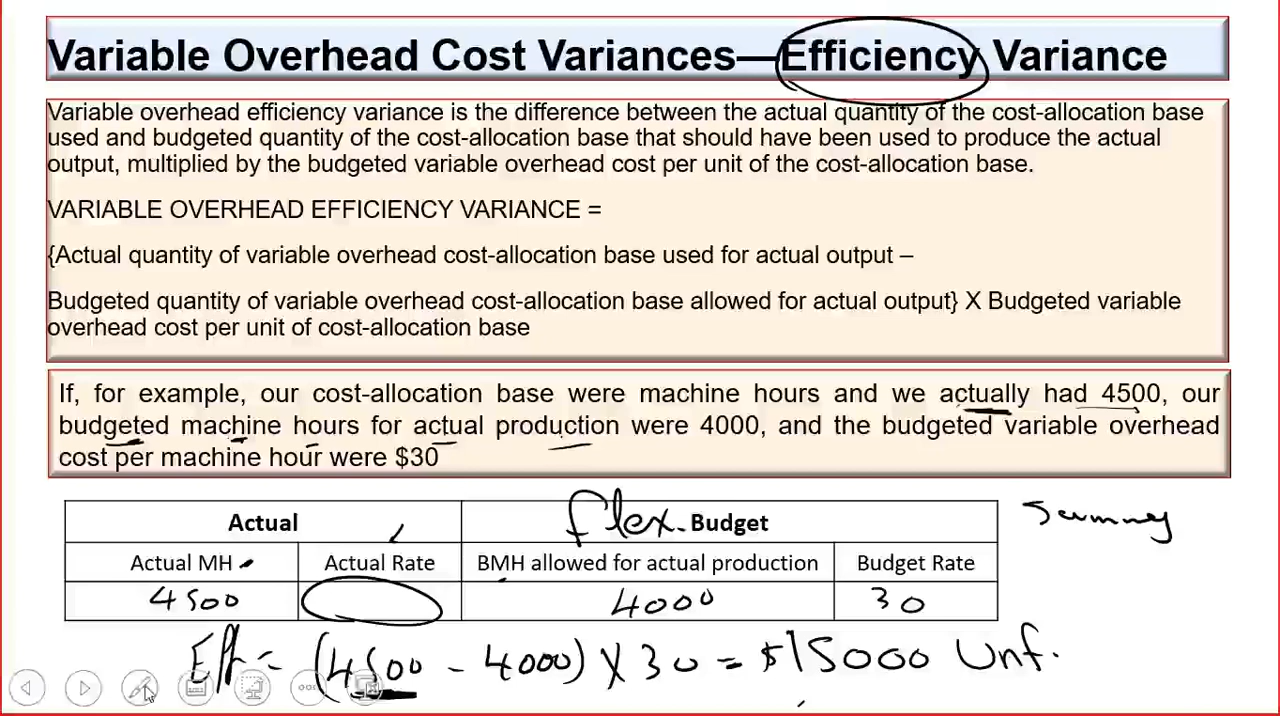 Variable Overhead Cost Variances—Efficiency Variance
Variable overhead efficiency variance is the difference between the actual quantity of the cost-allocation base
used and budgeted quantity of the cost-allocation base that should have been used to produce the actual
output, multiplied by the budgeted variable overhead cost per unit of the cost-allocation base.
VARIABLE OVERHEAD EFFICIENCY VARIANCE =
{Actual quantity of variable overhead cost-allocation base used for actual output –
Budgeted quantity of variable overhead cost-allocation base allowed for actual output} X Budgeted variable
overhead cost per unit of cost-allocation base
If, for example, our cost-allocation base were machine hours and we actually had 4500, our
budgeted machine hours for actual production were 4000, and the budgeted variable overhead
cost per machine hour were $30
Actual flex. Budget
Actual MH Actual Rate BMH allowed for actual production Budget Rate
4500 4000 30
Eff = (4500 - 4000) X 30 = $15000 Unf.